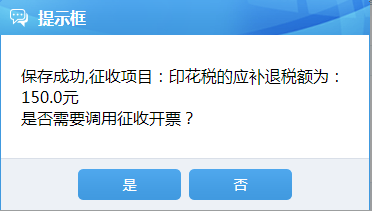 提示框
保存成功,征收项目：印花税的应补退税额为：
150.0元
是否需要调用征收开票？
是
否